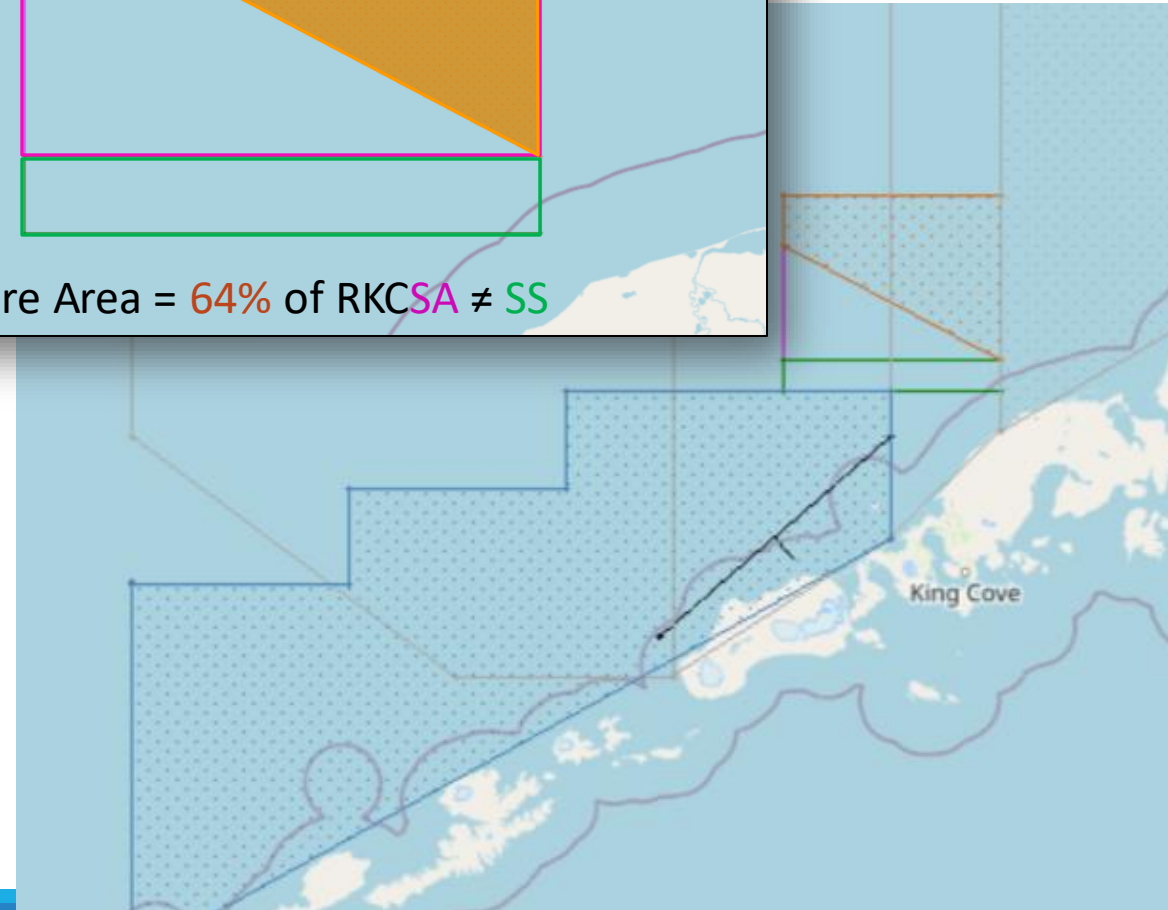 re Area = 64% of RKCSA ≠ SS
King Cove